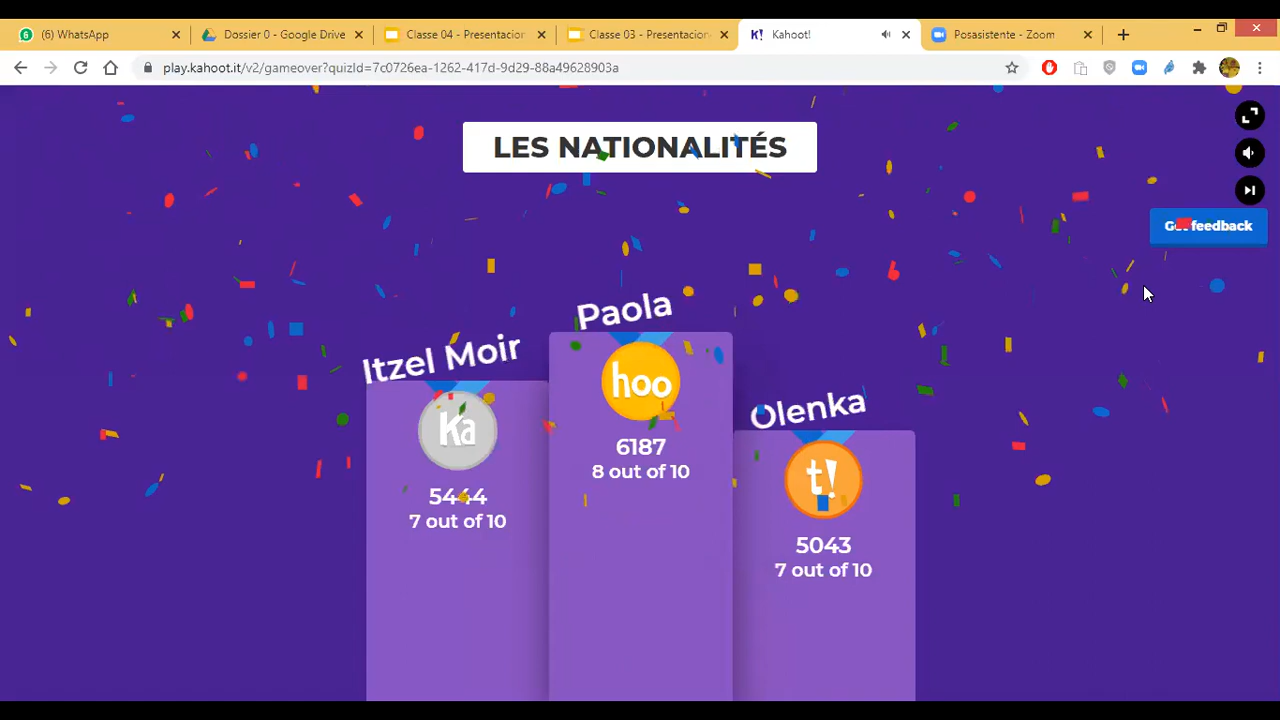 6
(6) WhatsApp
Dossier 0 - Google Drive
Classe 04 - Presentacion
Classe 03 - Presentacion
K! Kahoot!
Posasistente - Zoom
play.kahoot.it/v2/gameover?quizId=7c0726ea-1262-417d-9d29-88a49628903a
LES NATIONALITÉS
Get feedback
Paola
Itzel Moir
Olenka
hoo
Ka
t!
6187
8 out of 10
5444
7 out of 10
5043
7 out of 10